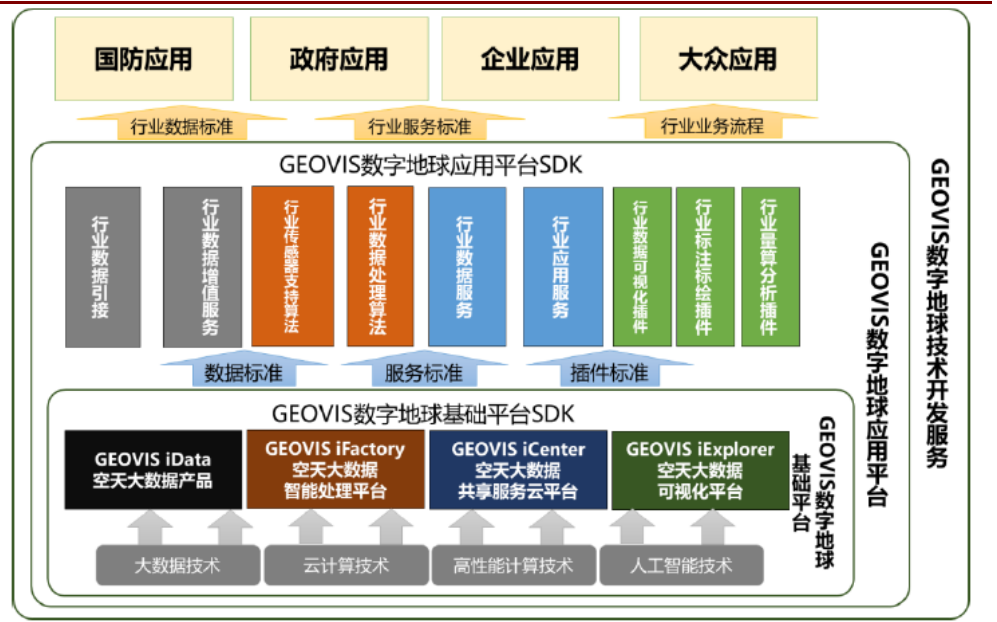 国防应用
政府应用
企业应用
大众应用
行业数据标准
行业服务标准
行业业务流程
GEOVIS数字地球应用平台SDK
行业数据引接
行业数据增值服务
行业传感器支持算法
行业数据处理算法
行业数据服务
行业应用服务
行业数据可视化插件
行业标注标绘插件
行业量算分析插件
数据标准
服务标准
插件标准
GEOVIS数字地球基础平台SDK
GEOVIS iData
空天大数据产品
GEOVIS iFactory
空天大数据
智能处理平台
GEOVIS iCenter
空天大数据
共享服务云平台
GEOVIS iExplorer
空天大数据
可视化平台
大数据技术
云计算技术
高性能计算技术
人工智能技术
GEOVIS数字地球
基础平台
GEOVIS数字地球应用平台
GEOVIS数字地球技术开发服务